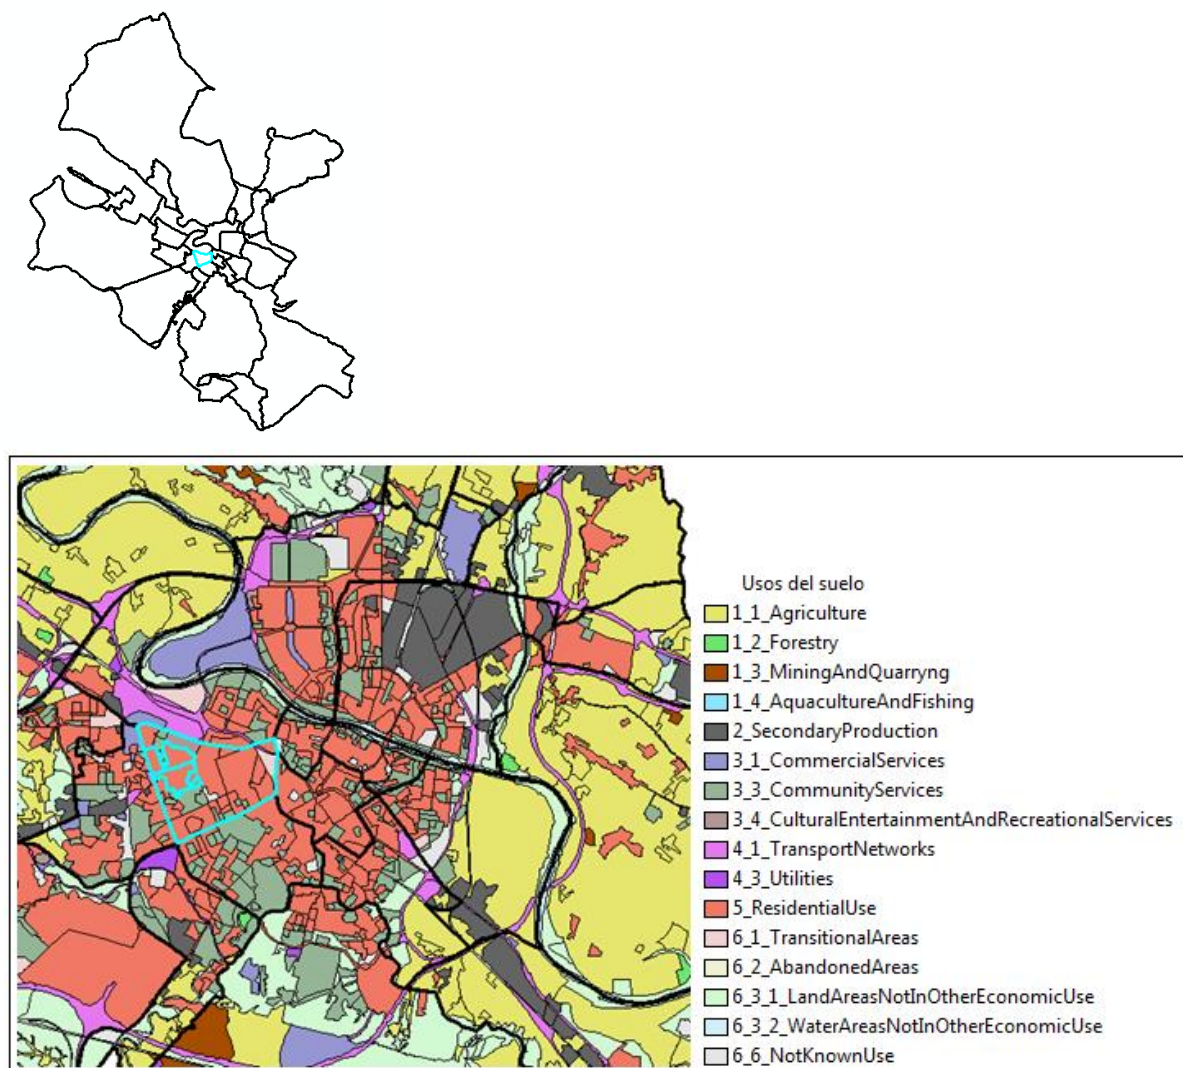 Usos del suelo
1_1_Agriculture
1_2_Forestry
1_3_MiningAndQuarryng
1_4_AquacultureAndFishing
2_SecondaryProduction
3_1_CommercialServices
3_3_CommunityServices
3_4_CulturalEntertainmentAndRecreationalServices
4_1_TransportNetworks
4_3_Utilities
5_ResidentialUse
6_1_TransitionalAreas
6_2_AbandonedAreas
6_3_1_LandAreasNotInOtherEconomicUse
6_3_2_WaterAreasNotInOtherEconomicUse
6_6_NotKnownUse